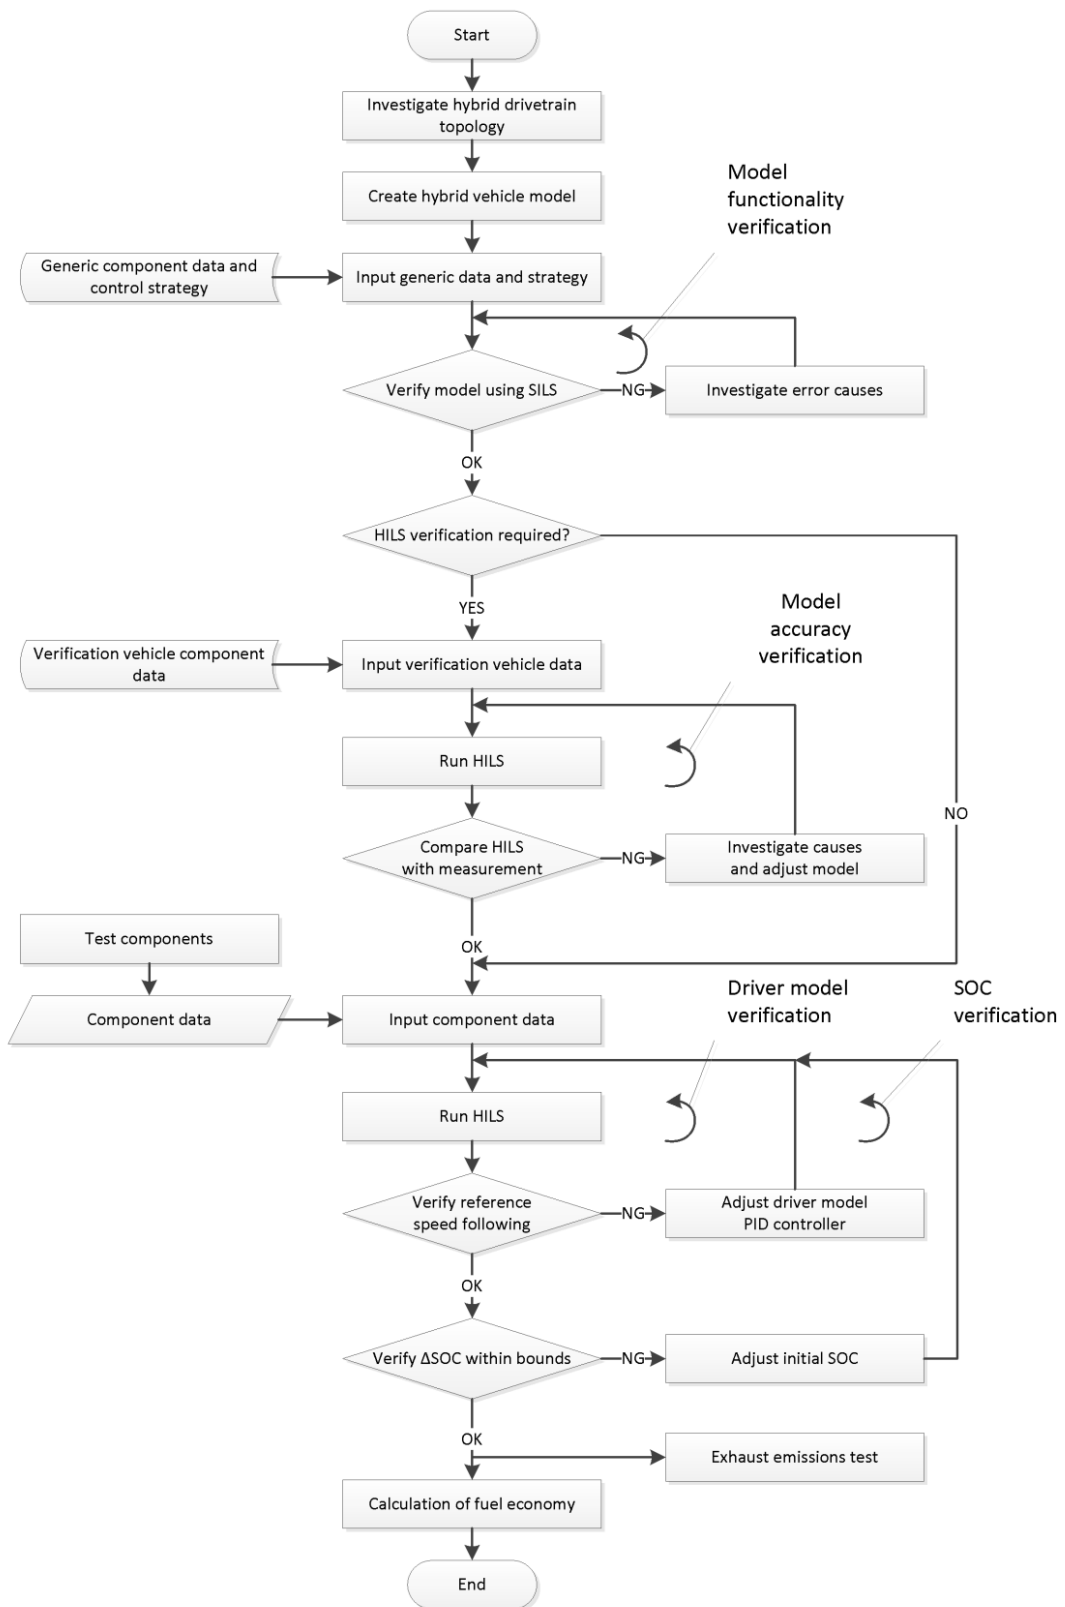 Start
Investigate hybrid drivetrain
topology
Create hybrid vehicle model
Model
functionality
verification
Generic component data and
control strategy
Input generic data and strategy
Verify model using SILS
NG
Investigate error causes
OK
HILS verification required?
YES
Model
accuracy
verification
Verification vehicle component
data
Input verification vehicle data
Run HILS
NO
Compare HILS
with measurement
NG
Investigate causes
and adjust model
Test components
OK
Driver model
verification
SOC
verification
Component data
Input component data
Run HILS
Verify reference
speed following
NG
Adjust driver model
PID controller
OK
Verify ΔSOC within bounds
NG
Adjust initial SOC
OK
Exhaust emissions test
Calculation of fuel economy
End